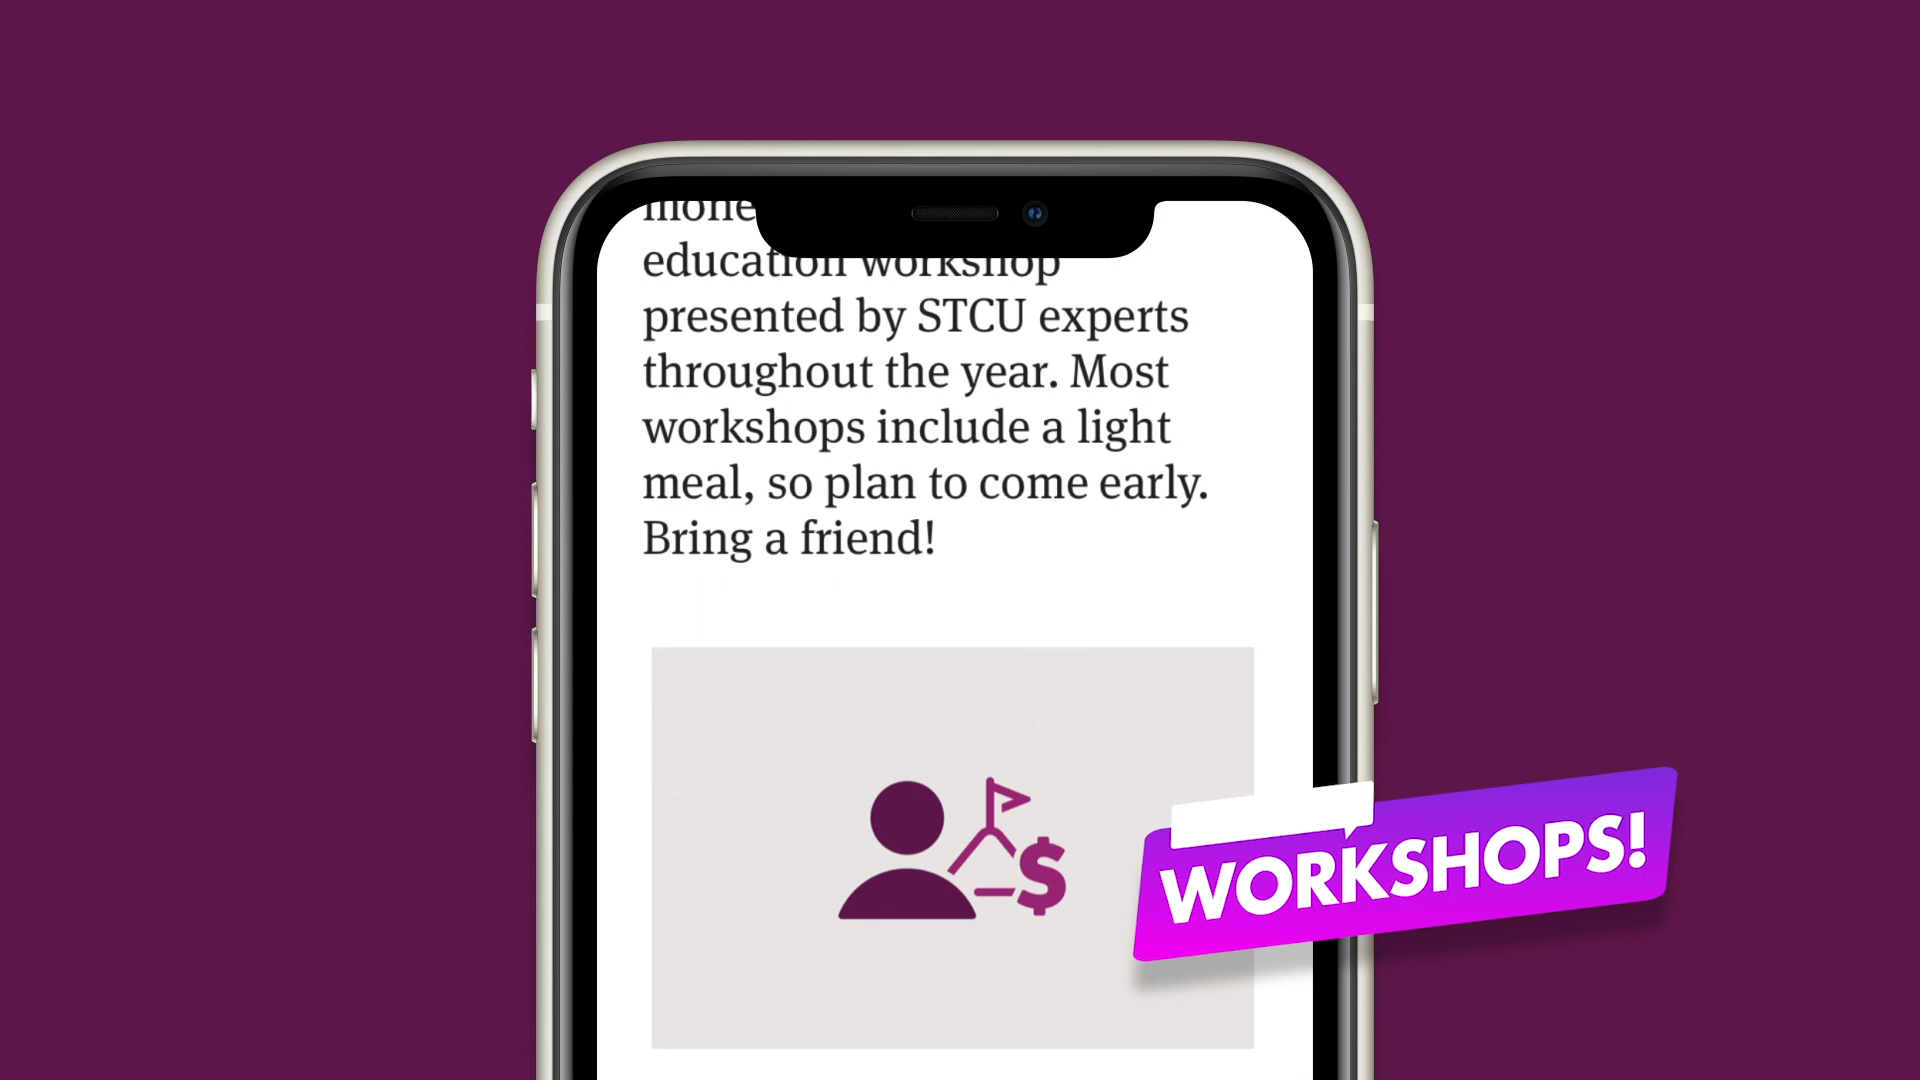 education workshop
presented by STCU experts
throughout the year. Most
workshops include a light
meal, so plan to come early.
Bring a friend!
$
WORKSHOPS!